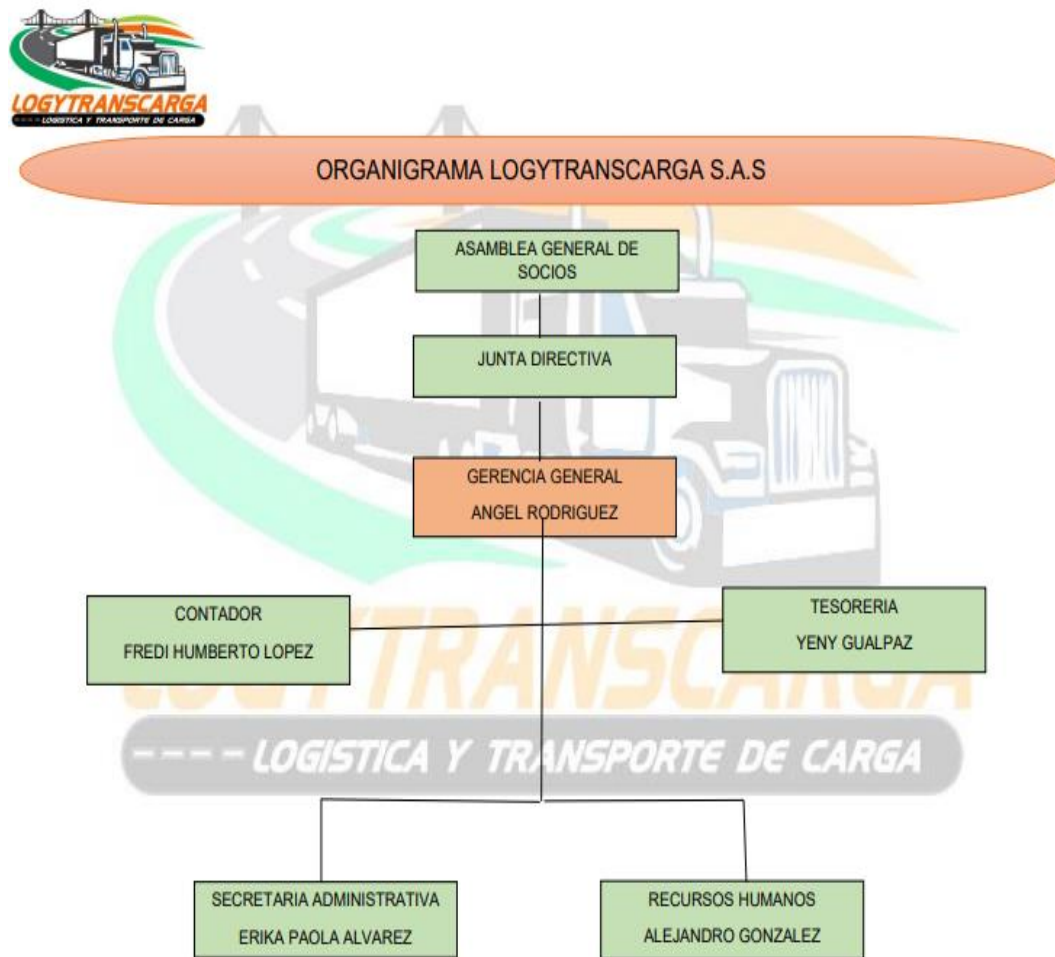 LOGYTRANSCARGA
---- LOGISTICA Y TRANSPORTE DE CARGA
ORGANIGRAMA LOGYTRANSCARGA S.A.S
ASAMBLEA GENERAL DE
SOCIOS
JUNTA DIRECTIVA
GERENCIA GENERAL
ANGEL RODRIGUEZ
CONTADOR
FREDI HUMBERTO LOPEZ
TESORERIA
YENY GUALPAZ
LOGYTRANSCARGA
---- LOGISTICA Y TRANSPORTE DE CARGA
SECRETARIA ADMINISTRATIVA
ERIKA PAOLA ALVAREZ
RECURSOS HUMANOS
ALEJANDRO GONZALEZ